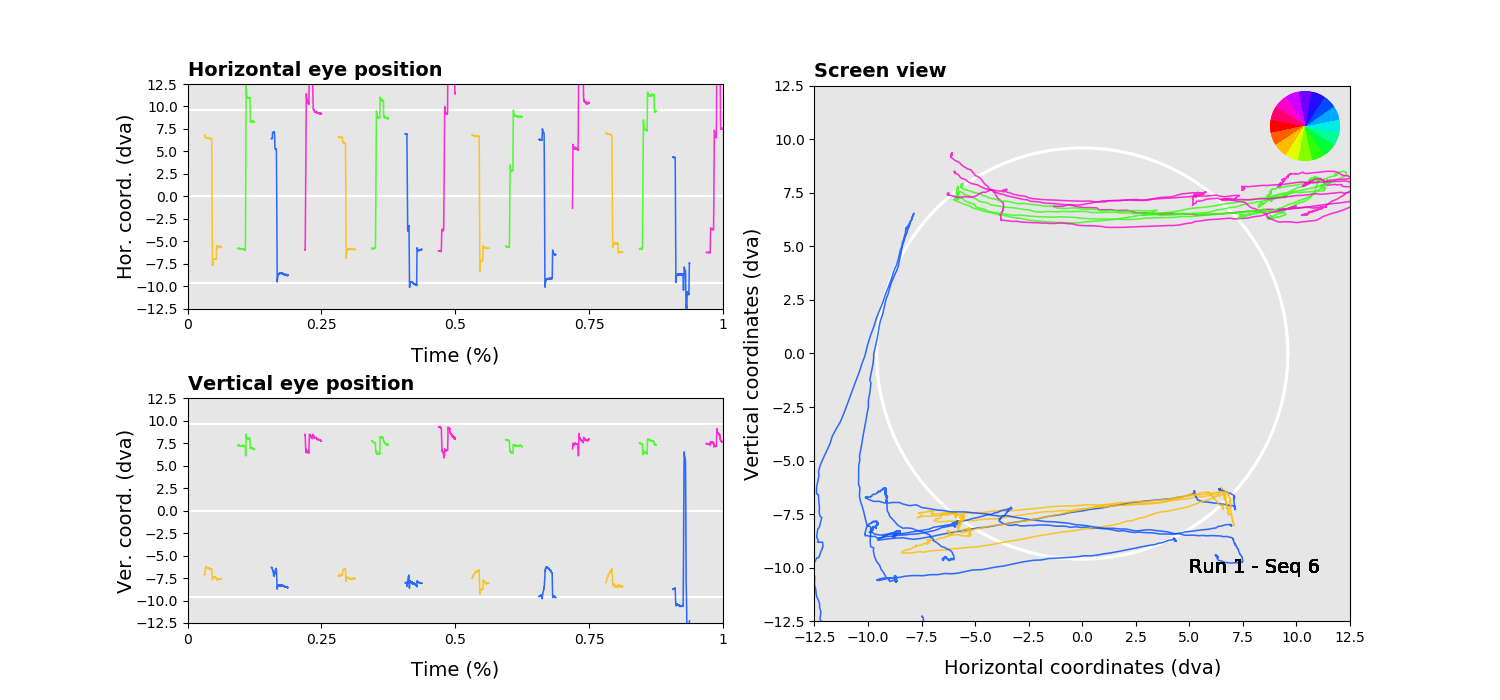 Horizontal eye position
12.5
10.0
7.5
5.0
2.5
0.0
−2.5
−5.0
−7.5
−10.0
−12.5
Hor. coord. (dva)
0 0.25 0.5 0.75 1
Time (%)
Vertical eye position
12.5
10.0
7.5
5.0
2.5
0.0
−2.5
−5.0
−7.5
−10.0
−12.5
Ver. coord. (dva)
0 0.25 0.5 0.75 1
Time (%)
Screen view
12.5
10.0
7.5
5.0
2.5
0.0
−2.5
−5.0
−7.5
−10.0
−12.5
Vertical coordinates (dva)
Run 1 - Seq 6
−12.5 −10.0 −7.5 −5.0 −2.5 0.0 2.5 5.0 7.5 10.0 12.5
Horizontal coordinates (dva)